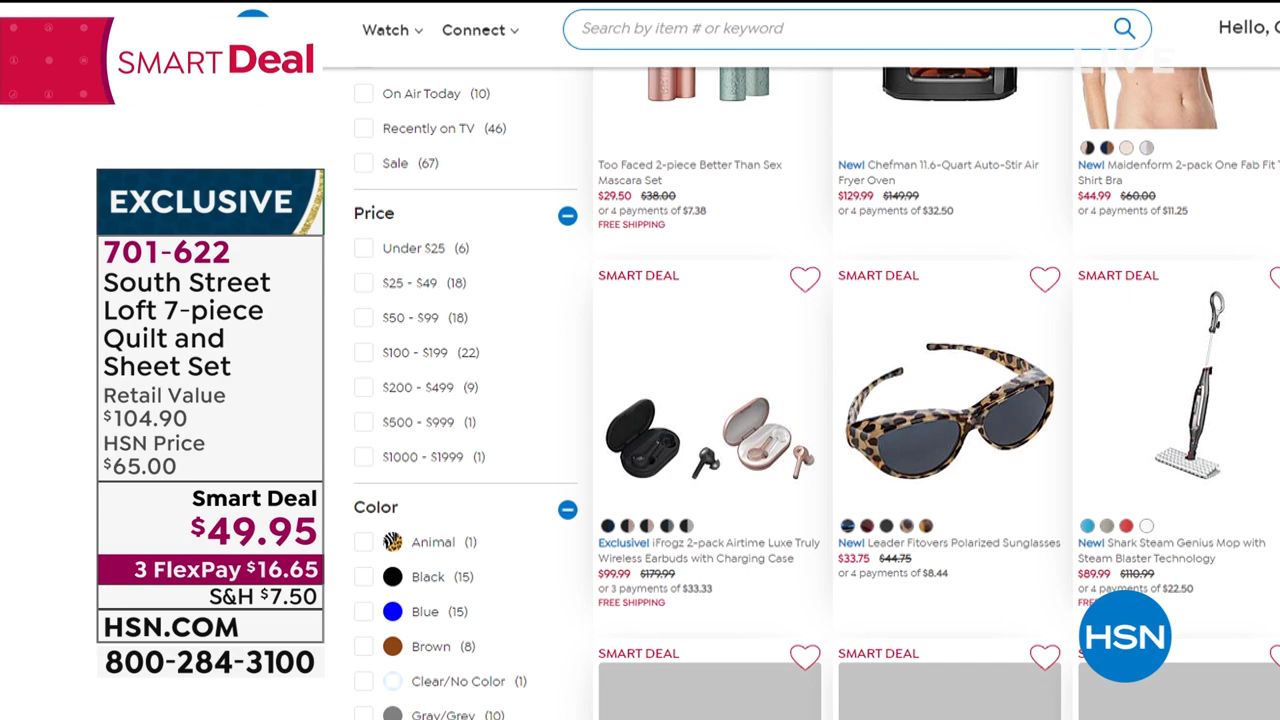 SMART Deal
EXCLUSIVE
701-622
South Street
Loft 7-piece
Quilt and
Sheet Set
Retail Value
$104.90
HSN Price
$65.00
Smart Deal
$49.95
3 FlexPay $16.65
S&H $7.50
HSN.COM
800-284-3100
Watch Connect
Search by item # or keyword
Hello,
LIVE
On Air Today (10)
Recently on TV (46)
Sale (67)
Price
Under $25 (6)
$25 - $49 (18)
$50 - $99 (18)
$100 - $199 (22)
$200 - $499 (9)
$500 - $999 (1)
$1000 - $1999 (1)
Color
Animal (1)
Black (15)
Blue (15)
Brown (8)
Clear/No Color (1)
Gray/Grey (10)
Too Faced 2-piece Better Than Sex
Mascara Set
$29.50 $38.00
or 4 payments of $7.38
FREE SHIPPING
New! Chefman 11.6-Quart Auto-Stir Air
Fryer Oven
$129.99 $149.99
or 4 payments of $32.50
New! Maidenform 2-pack One Fab Fit T
Shirt Bra
$44.99 $60.00
or 4 payments of $11.25
SMART DEAL
Exclusive! iFrogz 2-pack Airtime Luxe Truly
Wireless Earbuds with Charging Case
$99.99 $179.99
or 3 payments of $33.33
FREE SHIPPING
SMART DEAL
New! Leader Fitovers Polarized Sunglasses
$33.75 $44.75
or 4 payments of $8.44
SMART DEAL
New! Shark Steam Genius Mop with
Steam Blaster Technology
$89.99 $110.99
or 4 payments of $22.50
HSN
SMART DEAL
SMART DEAL
SMART DEAL